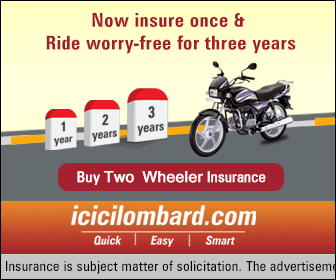 Now insure once &
Ride worry-free for three years
1
year
2
years
3
years
Buy Two Wheeler Insurance
icicilombard.com
Quick | Easy | Smart
Insurance is subject matter of solicitation. The advertisem